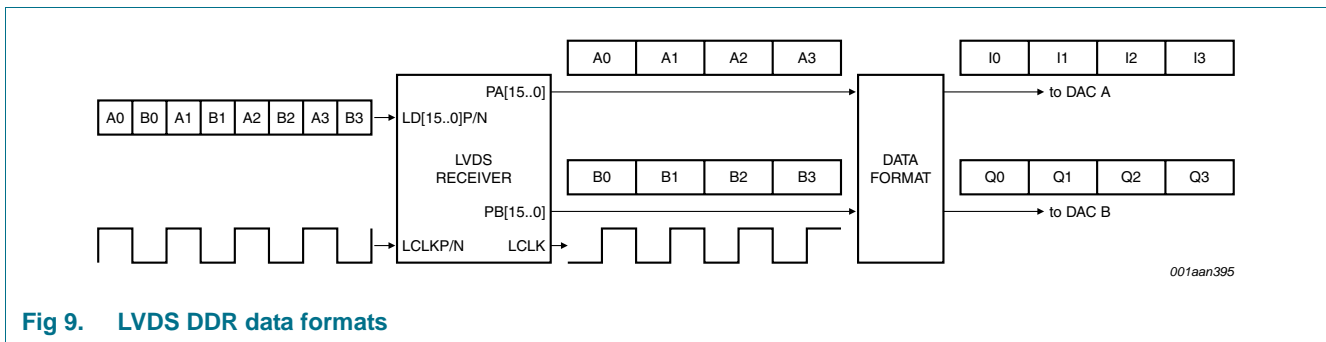 A0 A1 A2 A3
I0 I1 I2 I3
PA[15..0]
to DAC A
A0 B0 A1 B1 A2 B2 A3 B3
LD[15..0]P/N
LVDS
RECEIVER
B0 B1 B2 B3
DATA
FORMAT
Q0 Q1 Q2 Q3
PB[15..0]
to DAC B
LCLKP/N
LCLK
001aan395
Fig 9. LVDS DDR data formats